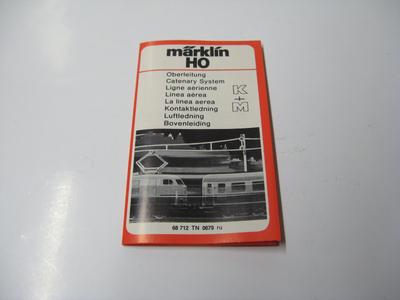 märklin
HO
Oberleitung
Catenary System
Ligne aérienne
Linea aérea
La linea aerea
Kontaktledning
Luftledning
Bovenleiding
K
+
M
68 712 TN 0679 ru